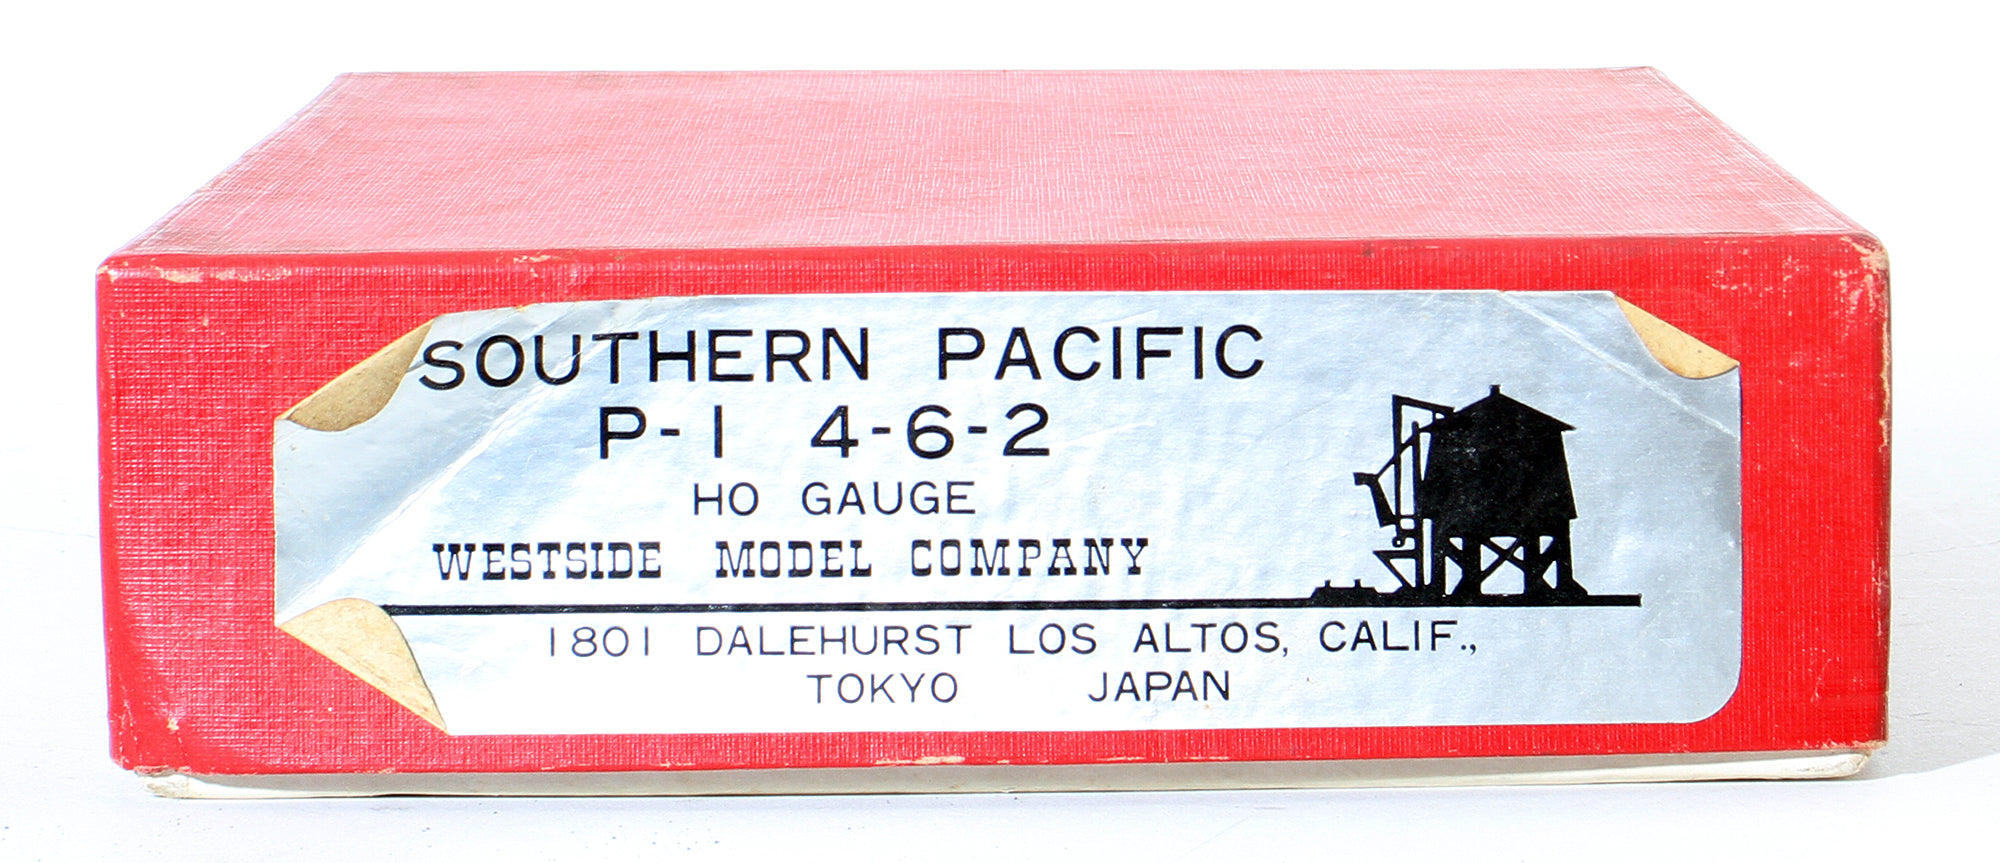 SOUTHERN PACIFIC
P-1 4-6-2
HO GAUGE
WESTSIDE MODEL COMPANY
1801 DALEHURST LOS ALTOS, CALIF.,
TOKYO JAPAN